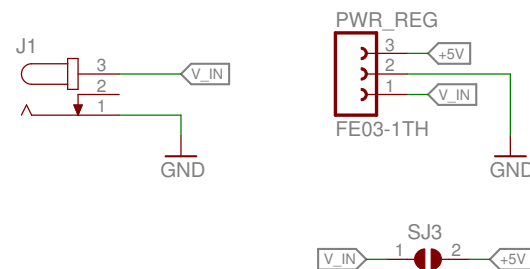 PWR_REG
J1
3
V_IN
2
1
GND
3
+5V
2
1
V_IN
FE03-1TH
GND
SJ3
V_IN
1
2
+5V